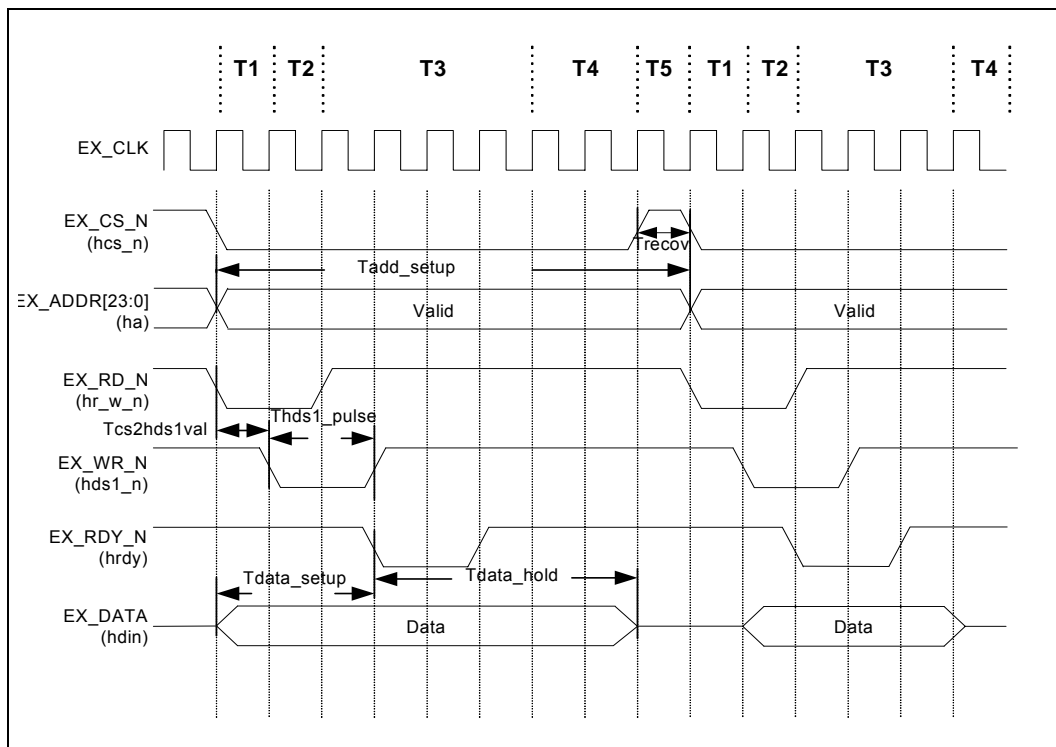 T1 T2 T3 T4 T5 T1 T2 T3 T4
EX_CLK
EX_CS_N
(hcs_n)
Trecov
Tadd_setup
EX_ADDR[23:0]
(ha)
Valid Valid
EX_RD_N
(hr_w_n)
Thds1_pulse
Tcs2hds1val
EX_WR_N
(hds1_n)
EX_RDY_N
(hrdy)
Tdata_setup Tdata_hold
EX_DATA
(hdin)
Data Data